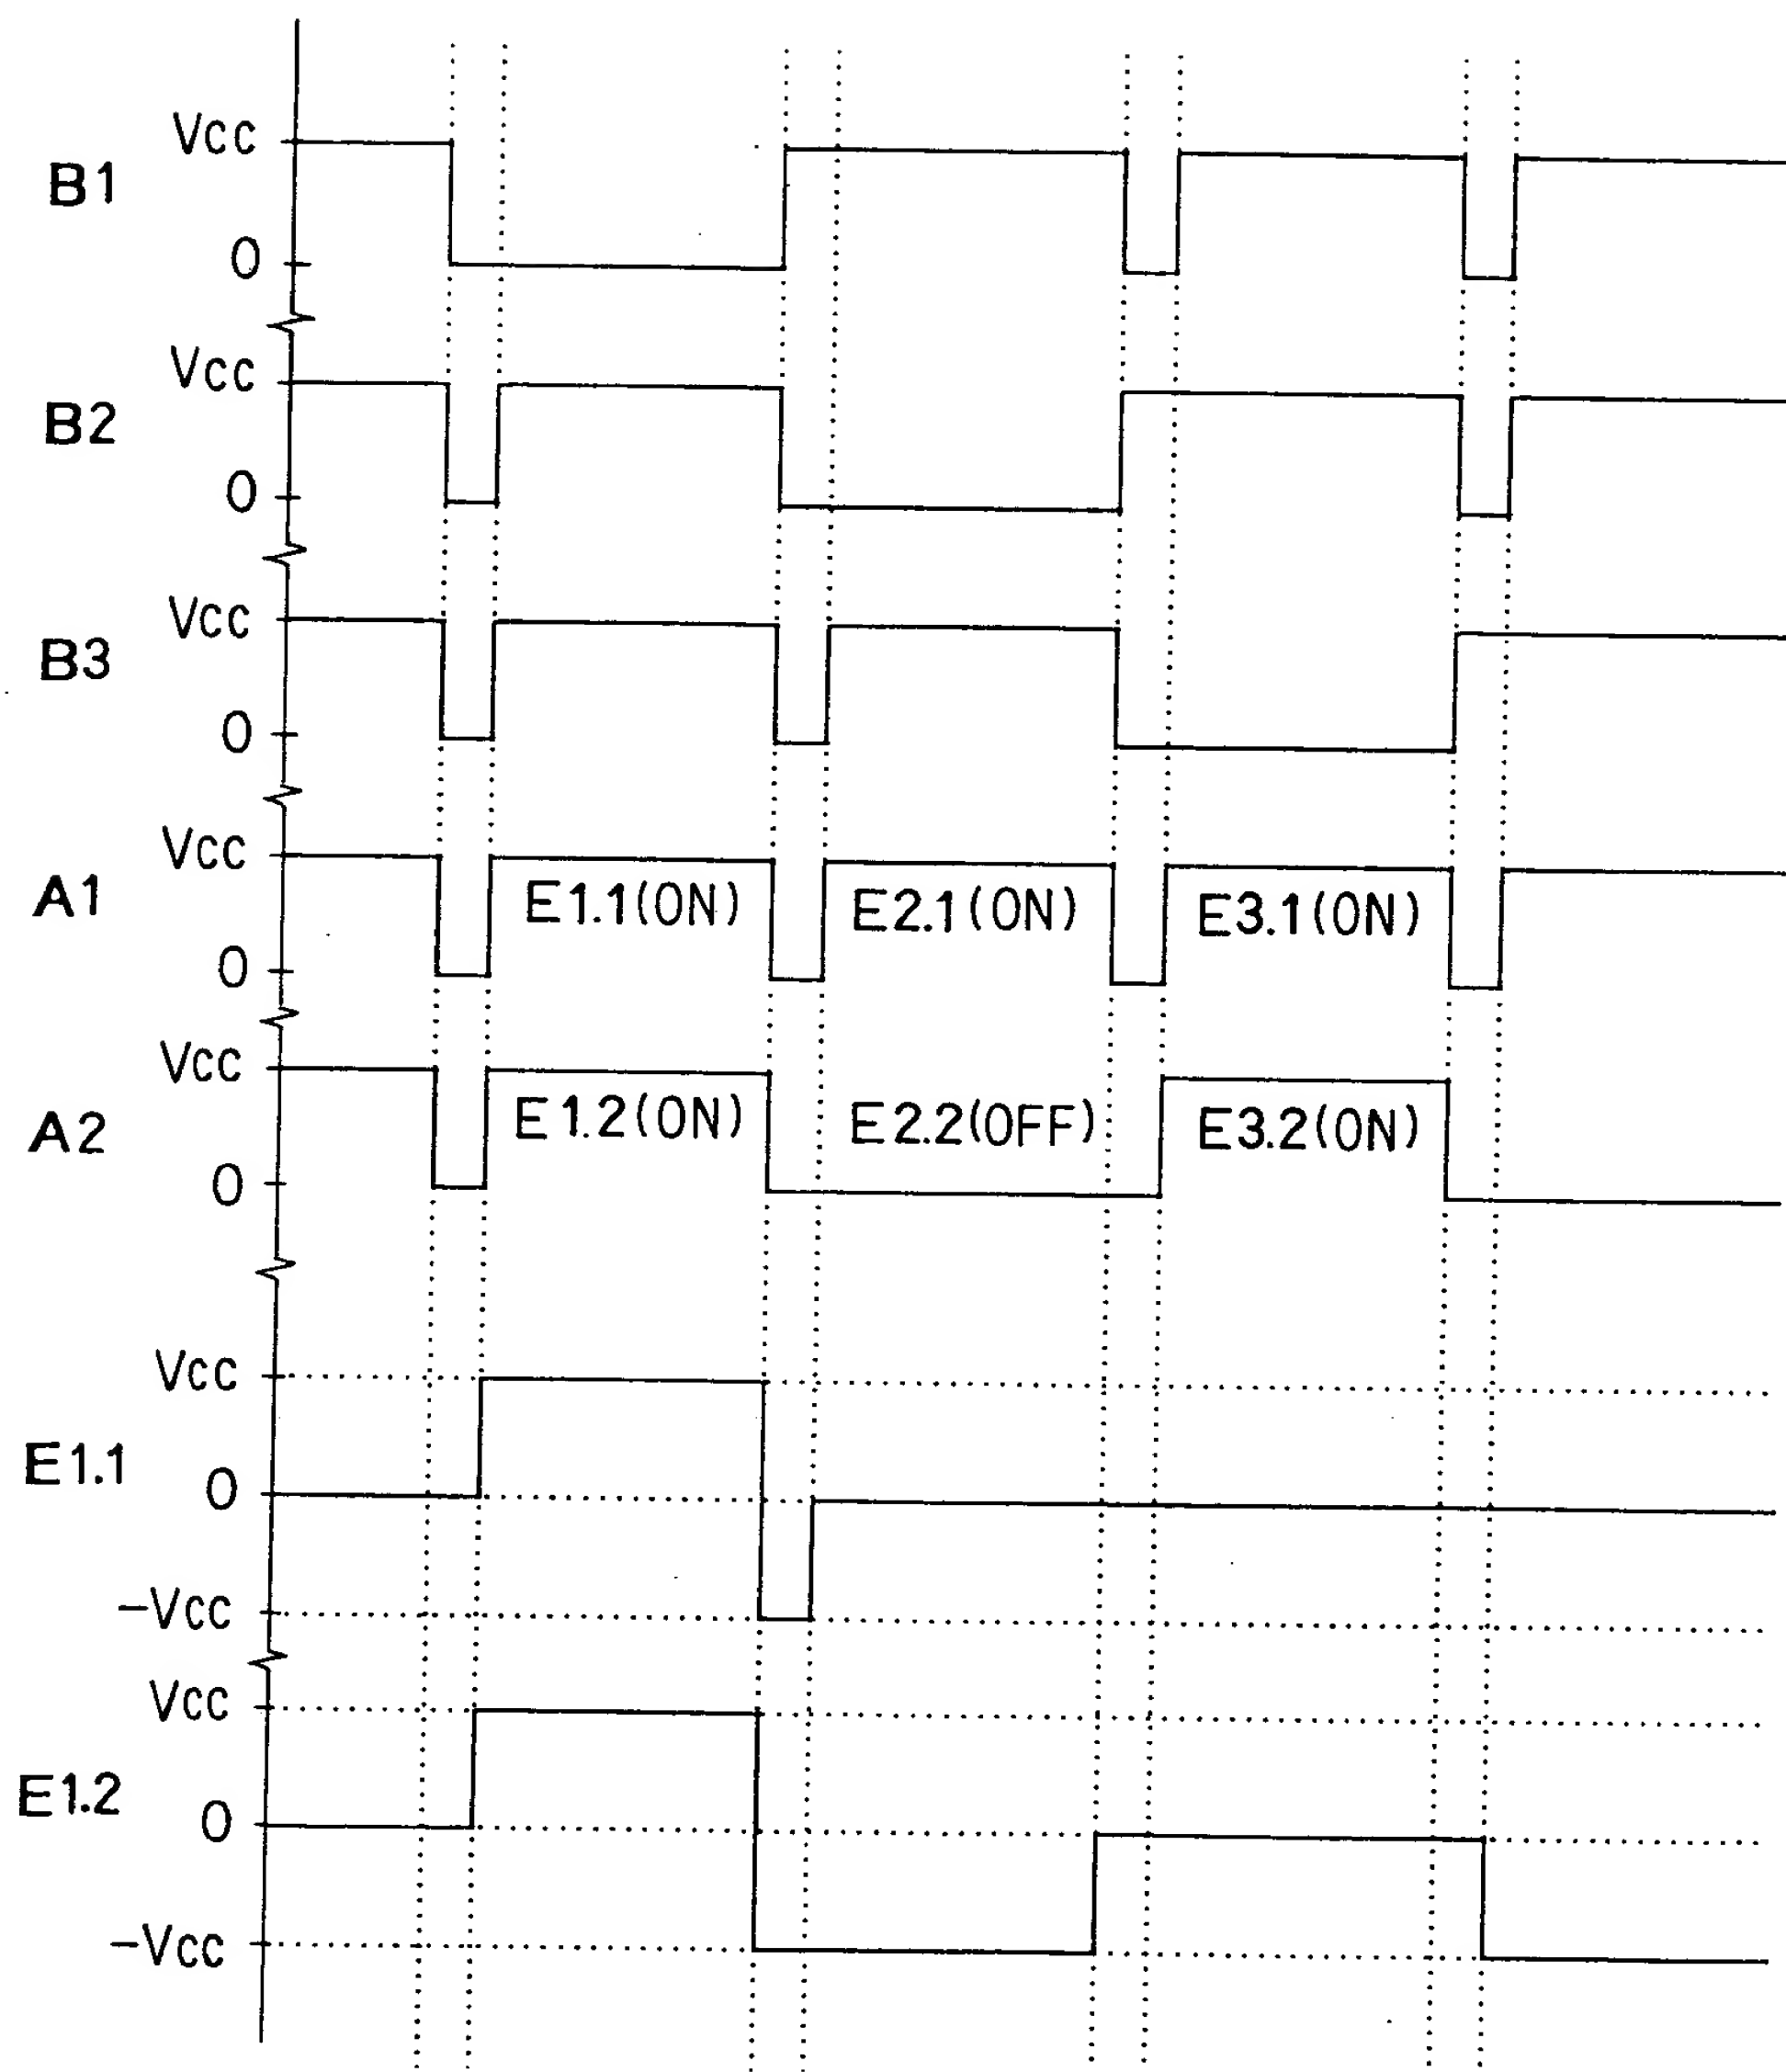 Vcc
B1
0
Vcc
B2
0
Vcc
B3
0
Vcc
A1
E1.1(ON)
E2.1(ON)
E3.1(ON)
0
Vcc
A2
E1.2(ON)
E2.2(OFF)
E3.2(ON)
0
Vcc
E1.1
0
-Vcc
Vcc
E1.2
0
-Vcc